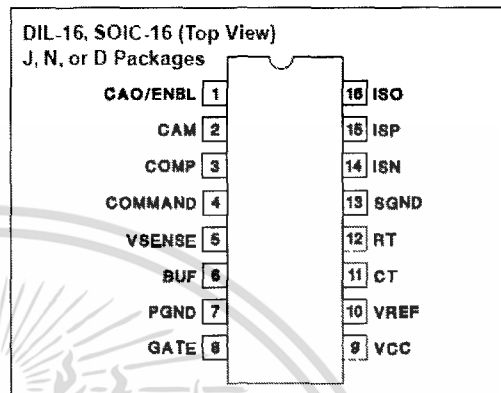 DIL-16, SOIC-16 (Top View)
J, N, or D Packages
CAO/ENBL 1
16 ISO
CAM 2
15 ISP
COMP 3
14 ISN
COMMAND 4
13 SGND
VSENSE 5
12 RT
BUF 6
11 CT
PGND 7
10 VREF
GATE 8
9 VCC